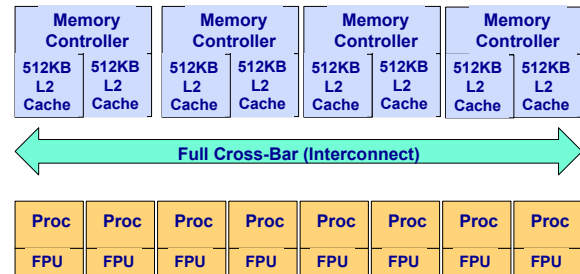 Memory Controller
Memory Controller
Memory Controller
Memory Controller
512KB L2 Cache
512KB L2 Cache
512KB L2 Cache
512KB L2 Cache
512KB L2 Cache
512KB L2 Cache
512KB L2 Cache
512KB L2 Cache
Full Cross-Bar (Interconnect)
Proc Proc Proc Proc Proc Proc Proc Proc
FPU FPU FPU FPU FPU FPU FPU FPU